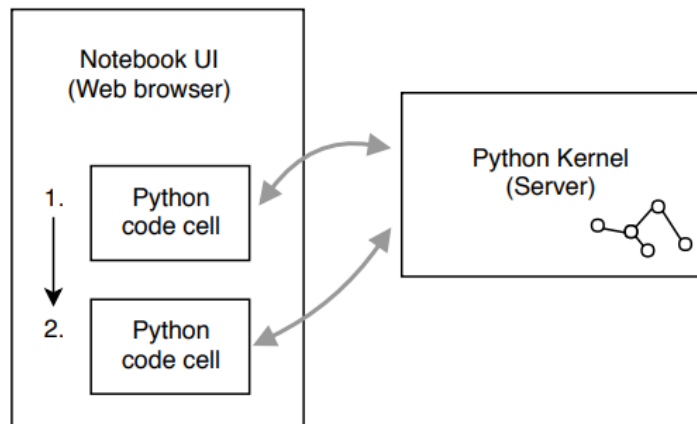 Notebook UI
(Web browser)
1.
Python
code cell
2.
Python
code cell
Python Kernel
(Server)